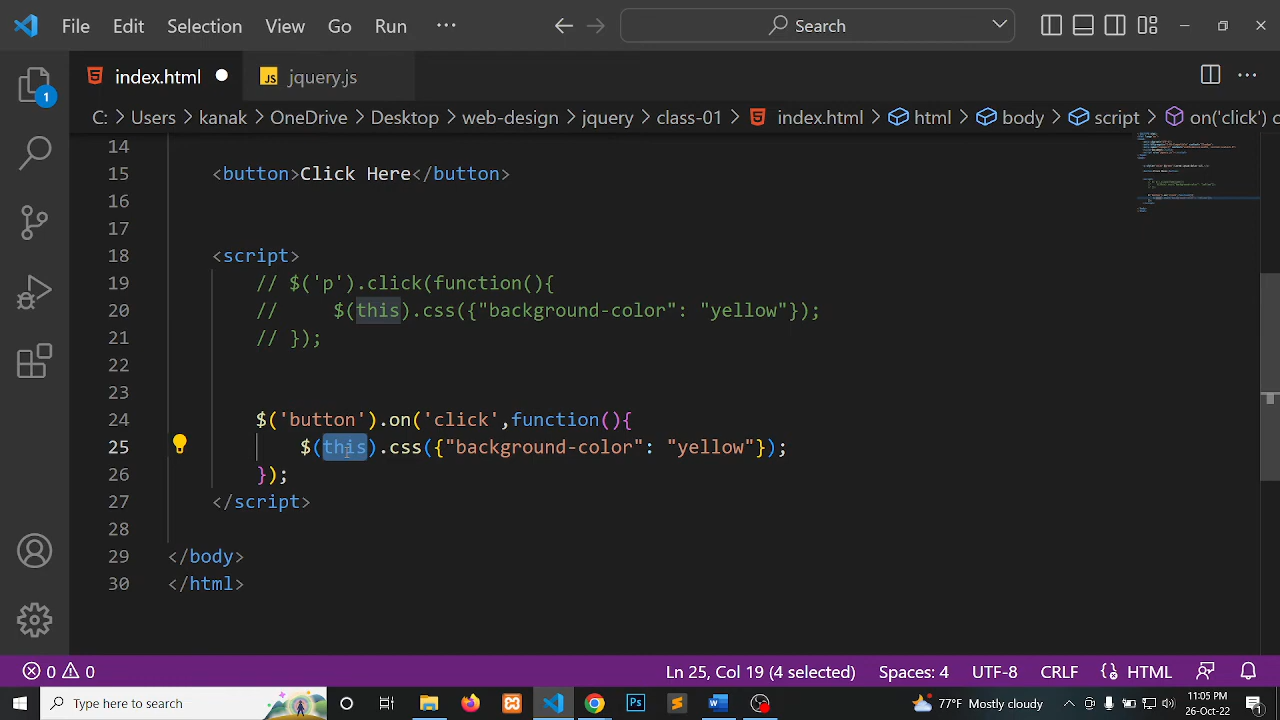 File Edit Selection View Go Run ··· Search
index.html jquery.js
1
C: > Users > kanak > OneDrive > Desktop > web-design > jquery > class-01 > index.html > html > body > script > on('click') c
14
15 <button>Click Here</button>
16
17
18 <script>
19 // $('p').click(function(){
20 //     $(this).css({"background-color": "yellow"});
21 // });
22
23
24 $('button').on('click',function(){
25 $(this).css({"background-color": "yellow"});
26 });
27 </script>
28
29 </body>
30 </html>
0 0 Ln 25, Col 19 (4 selected) Spaces: 4 UTF-8 CRLF HTML
Type here to search 77°F Mostly cloudy 11:05 PM
26-Oct-22